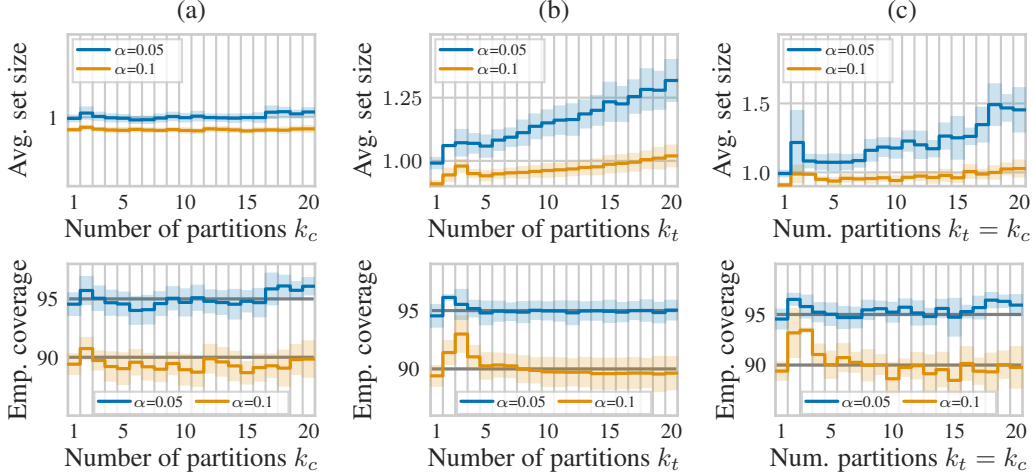 (a)
Avg. set size
α=0.05
α=0.1
1
1 5 10 15 20
Number of partitions k_c
(b)
Avg. set size
α=0.05
α=0.1
1.25
1.00
1 5 10 15 20
Number of partitions k_t
(c)
Avg. set size
α=0.05
α=0.1
1.5
1.0
1 5 10 15 20
Num. partitions k_t = k_c
Emp. coverage
95
90
α=0.05 α=0.1
1 5 10 15 20
Number of partitions k_c
Emp. coverage
95
90
α=0.05 α=0.1
1 5 10 15 20
Number of partitions k_t
Emp. coverage
95
90
α=0.05 α=0.1
1 5 10 15 20
Num. partitions k_t = k_c